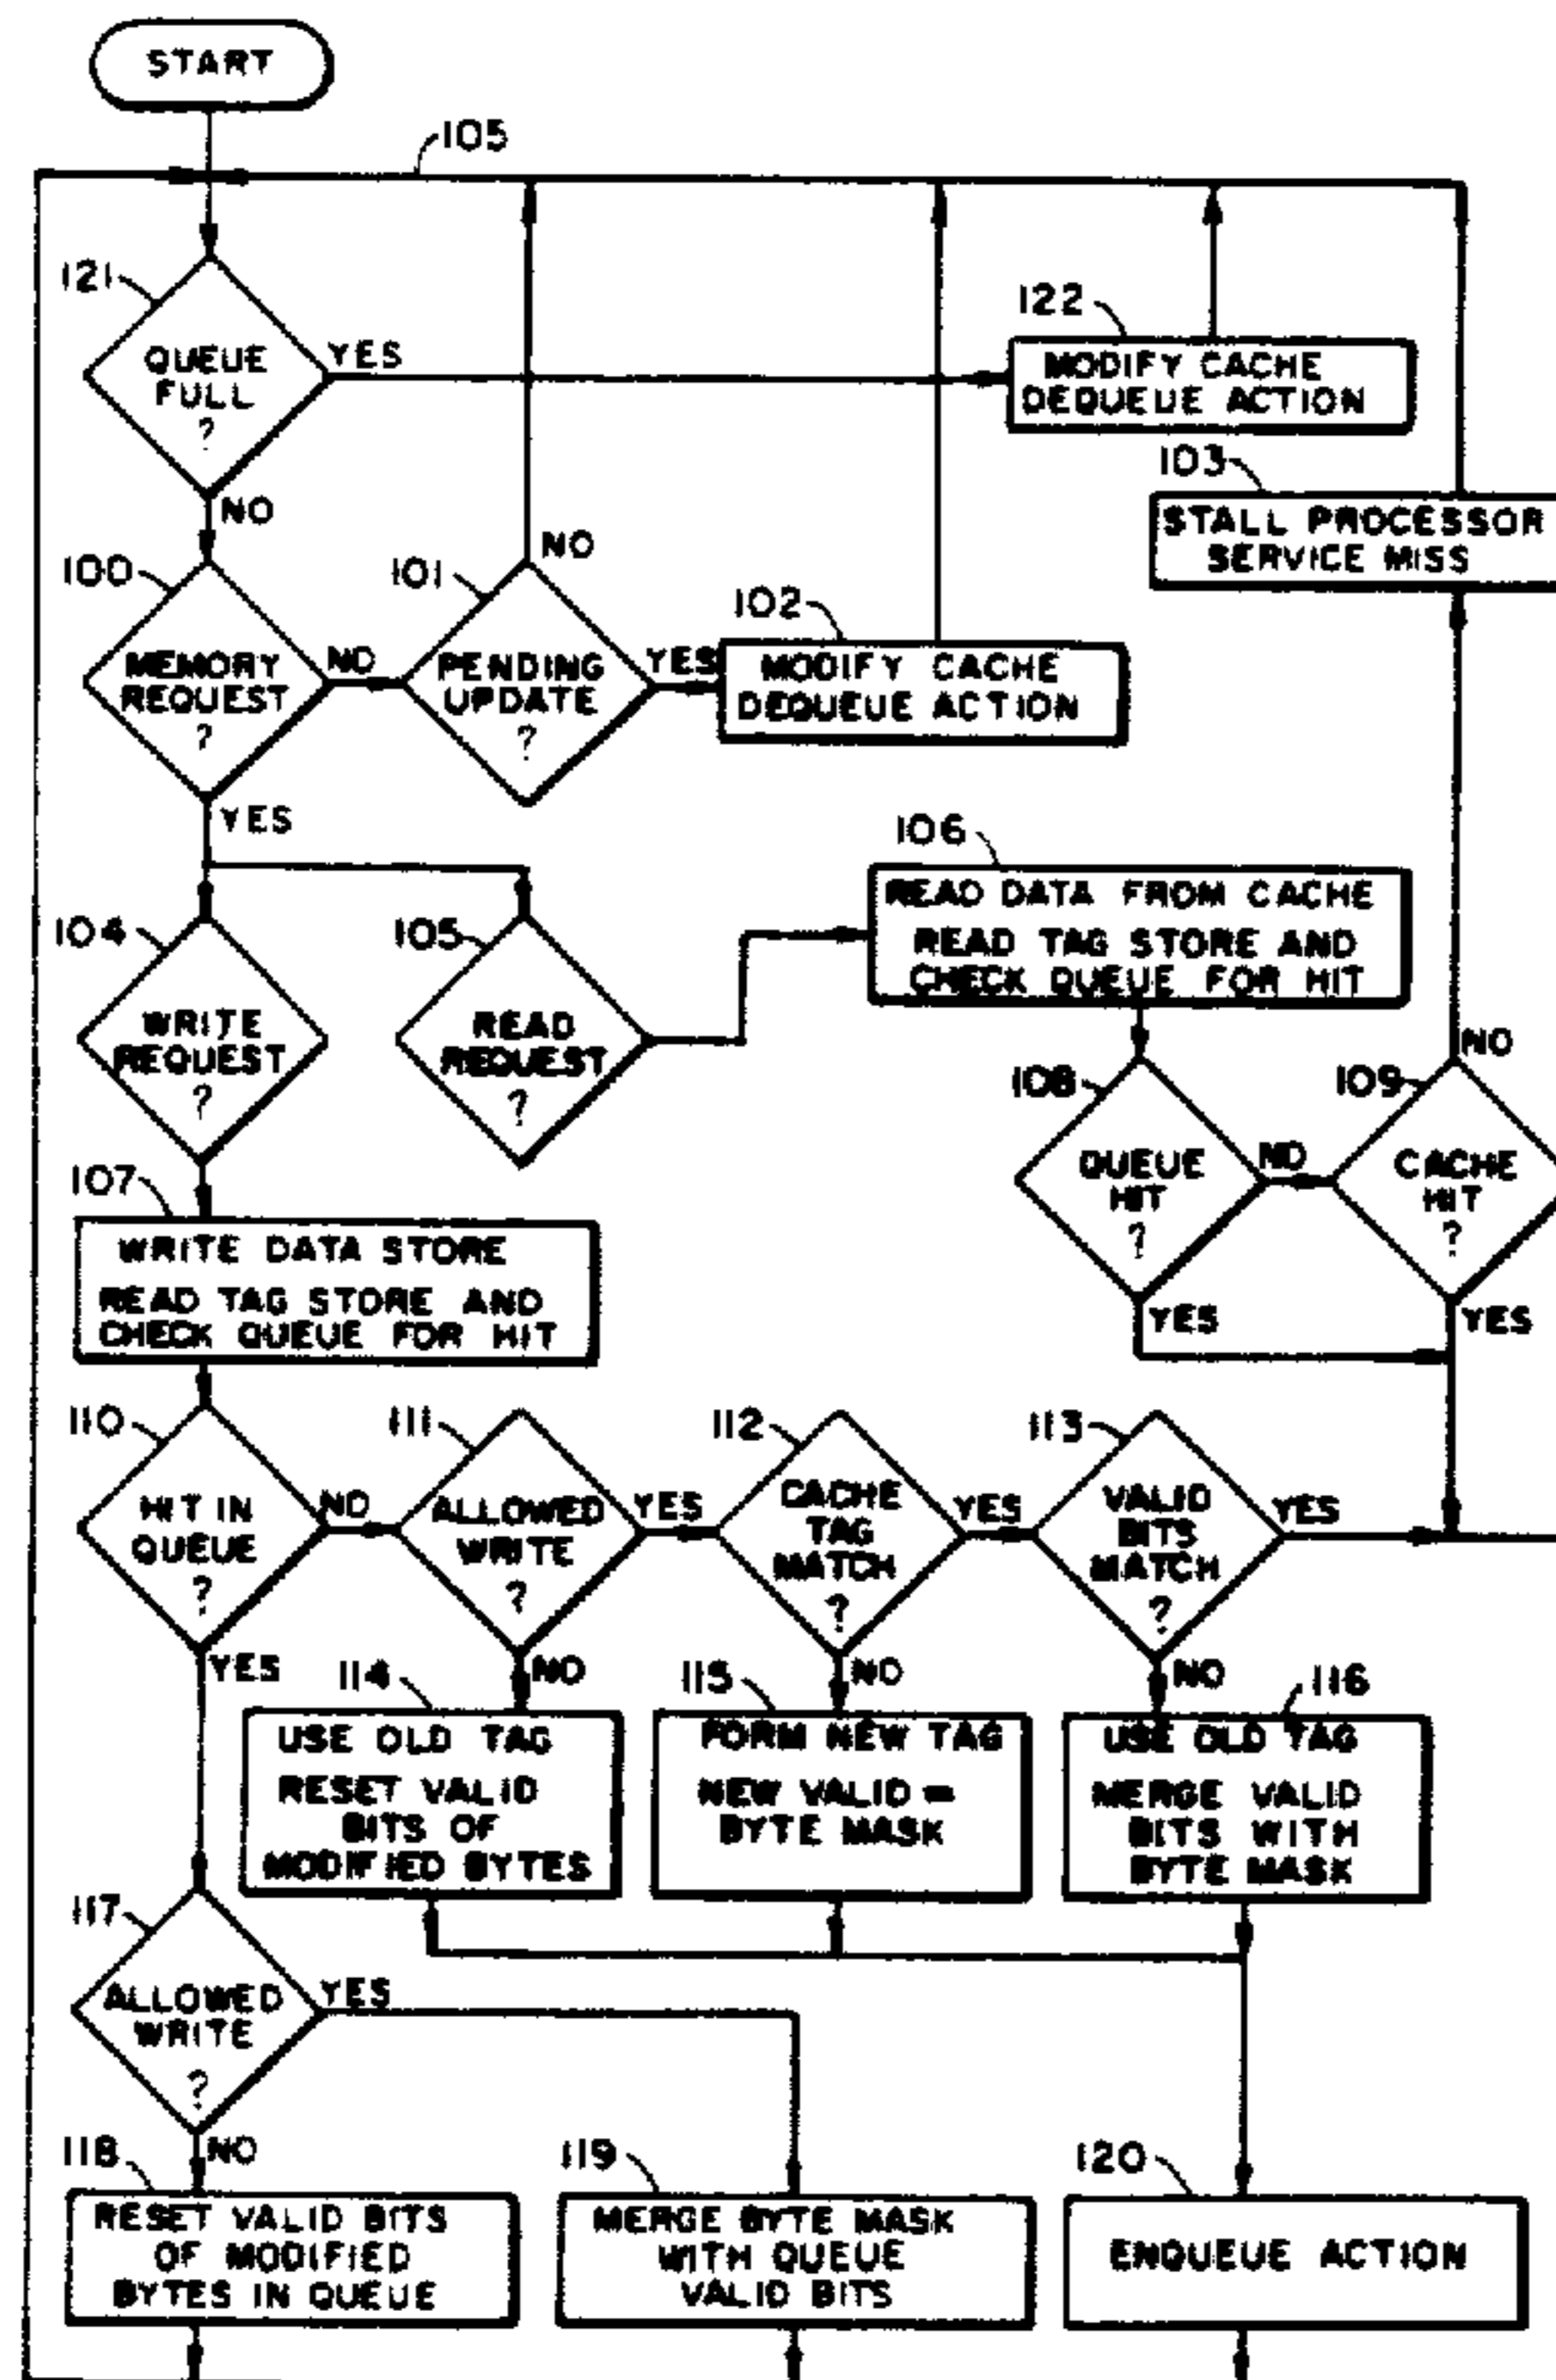 START
105
121
QUEUE
FULL
?
YES
NO
122
MODIFY CACHE
DEQUEUE ACTION
103
STALL PROCESSOR
SERVICE MISS
100
MEMORY
REQUEST
?
NO
YES
101
NO
PENDING
UPDATE
?
YES
102
MODIFY CACHE
DEQUEUE ACTION
104
WRITE
REQUEST
?
105
READ
REQUEST
?
106
READ DATA FROM CACHE
READ TAG STORE AND
CHECK QUEUE FOR HIT
108
QUEUE
HIT
?
NO
YES
109
NO
CACHE
HIT
?
YES
107
WRITE DATA STORE
READ TAG STORE AND
CHECK QUEUE FOR HIT
110
HIT IN
QUEUE
?
NO
YES
111
ALLOWED
WRITE
?
YES
NO
112
CACHE
TAG
MATCH
?
YES
NO
113
VALID
BITS
MATCH
?
YES
NO
114
USE OLD TAG
RESET VALID
BITS OF
MODIFIED BYTES
115
FORM NEW TAG
NEW VALID =
BYTE MASK
116
USE OLD TAG
MERGE VALID
BITS WITH
BYTE MASK
117
ALLOWED
WRITE
?
YES
NO
118
RESET VALID BITS
OF MODIFIED
BYTES IN QUEUE
119
MERGE BYTE MASK
WITH QUEUE
VALID BITS
120
ENQUEUE ACTION